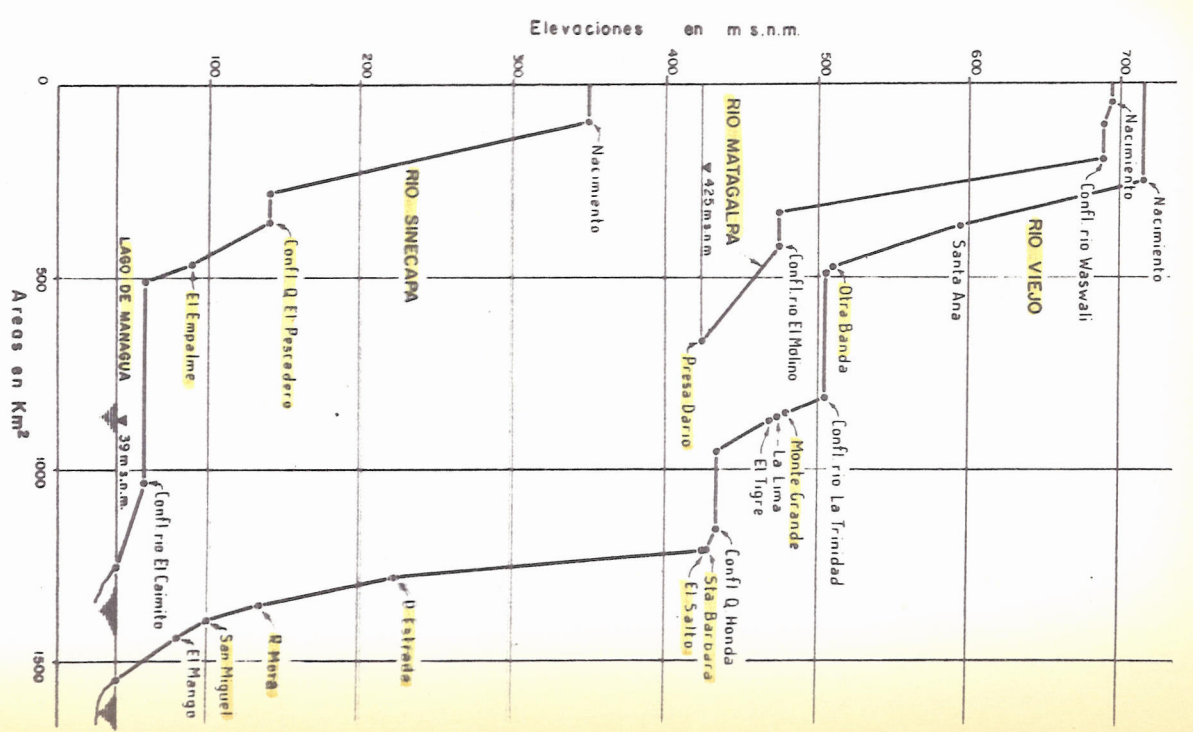 Elevaciones en m s.n.m.
0
100
200
300
400
500
600
700
500
1000
1500
Areas en Km²
Nacimiento
RIO SINECAPA
Confl Q El Pescadero
El Empalme
LAGO DE MANAGUA
39 m s.n.m.
Confl rio El Caimito
RIO MATAGALPA
425 m s.n.m
Nacimiento
Confl. rio Waswali
Confl. rio El Molino
Presa Dario
RIO VIEJO
Nacimiento
Santa Ana
Otra Banda
Confl. rio La Trinidad
Monte Grande
La Lima
El Tigre
Confl Q Honda
Sta Barbara
El Salto
Estrada
Mora
San Miguel
El Mango